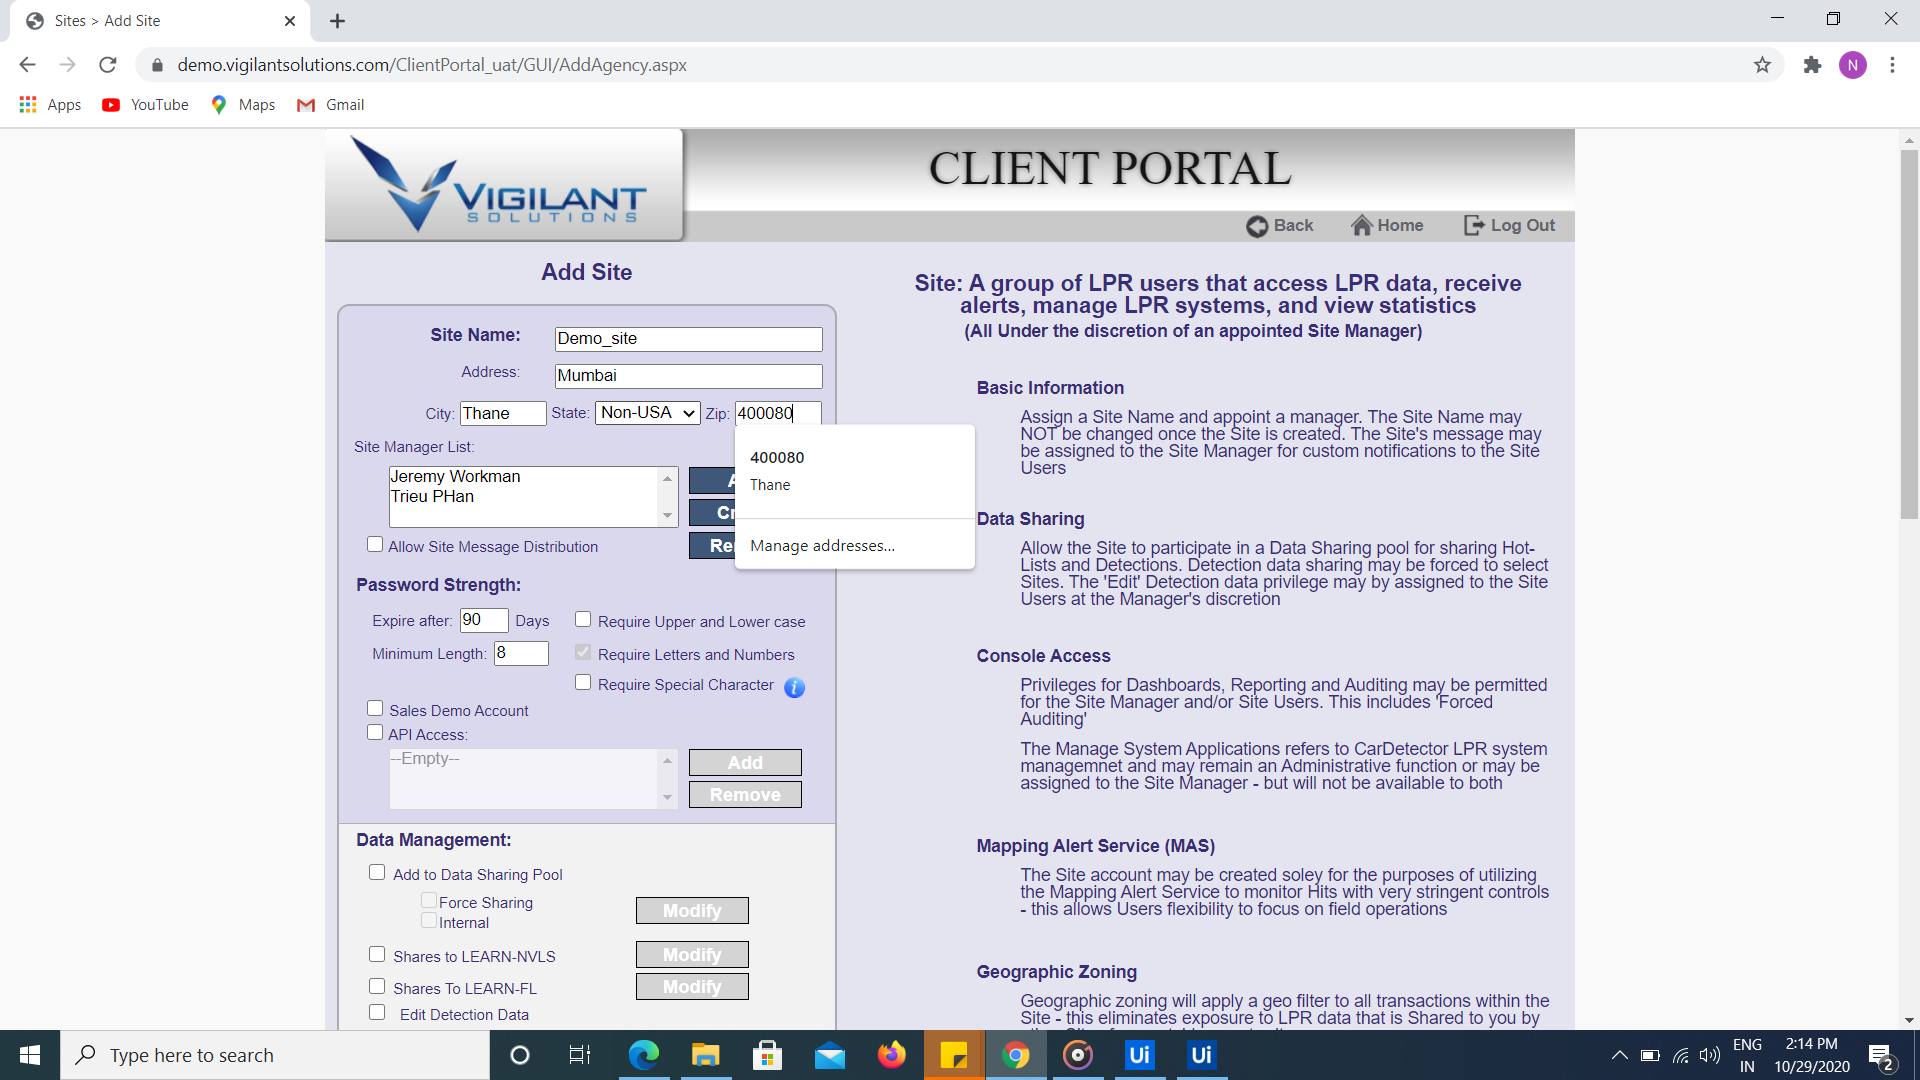 Sites > Add Site
demo.vigilantsolutions.com/ClientPortal_uat/GUI/AddAgency.aspx
N
Apps YouTube Maps Gmail
VIGILANT
SOLUTIONS
CLIENT PORTAL
Back Home Log Out
Add Site
Site Name: Demo_site
Address: Mumbai
City: Thane State: Non-USA Zip: 400080
400080
Thane
Manage addresses...
Site Manager List:
Jeremy Workman
Trieu PHan
A
Cr
Re
Allow Site Message Distribution
Password Strength:
Expire after: 90 Days Require Upper and Lower case
Minimum Length: 8 Require Letters and Numbers
Require Special Character i
Sales Demo Account
API Access:
--Empty--
Add
Remove
Data Management:
Add to Data Sharing Pool
Force Sharing
Internal
Modify
Shares to LEARN-NVLS Modify
Shares To LEARN-FL Modify
Edit Detection Data
Site: A group of LPR users that access LPR data, receive
alerts, manage LPR systems, and view statistics
(All Under the discretion of an appointed Site Manager)
Basic Information
Assign a Site Name and appoint a manager. The Site Name may
NOT be changed once the Site is created. The Site's message may
be assigned to the Site Manager for custom notifications to the Site
Users
Data Sharing
Allow the Site to participate in a Data Sharing pool for sharing Hot-
Lists and Detections. Detection data sharing may be forced to select
Sites. The 'Edit' Detection data privilege may by assigned to the Site
Users at the Manager's discretion
Console Access
Privileges for Dashboards, Reporting and Auditing may be permitted
for the Site Manager and/or Site Users. This includes 'Forced
Auditing'
The Manage System Applications refers to CarDetector LPR system
managemnet and may remain an Administrative function or may be
assigned to the Site Manager - but will not be available to both
Mapping Alert Service (MAS)
The Site account may be created soley for the purposes of utilizing
the Mapping Alert Service to monitor Hits with very stringent controls
- this allows Users flexibility to focus on field operations
Geographic Zoning
Geographic zoning will apply a geo filter to all transactions within the
Site - this eliminates exposure to LPR data that is Shared to you by
Type here to search
Ui Ui
ENG
IN
2:14 PM
10/29/2020
2